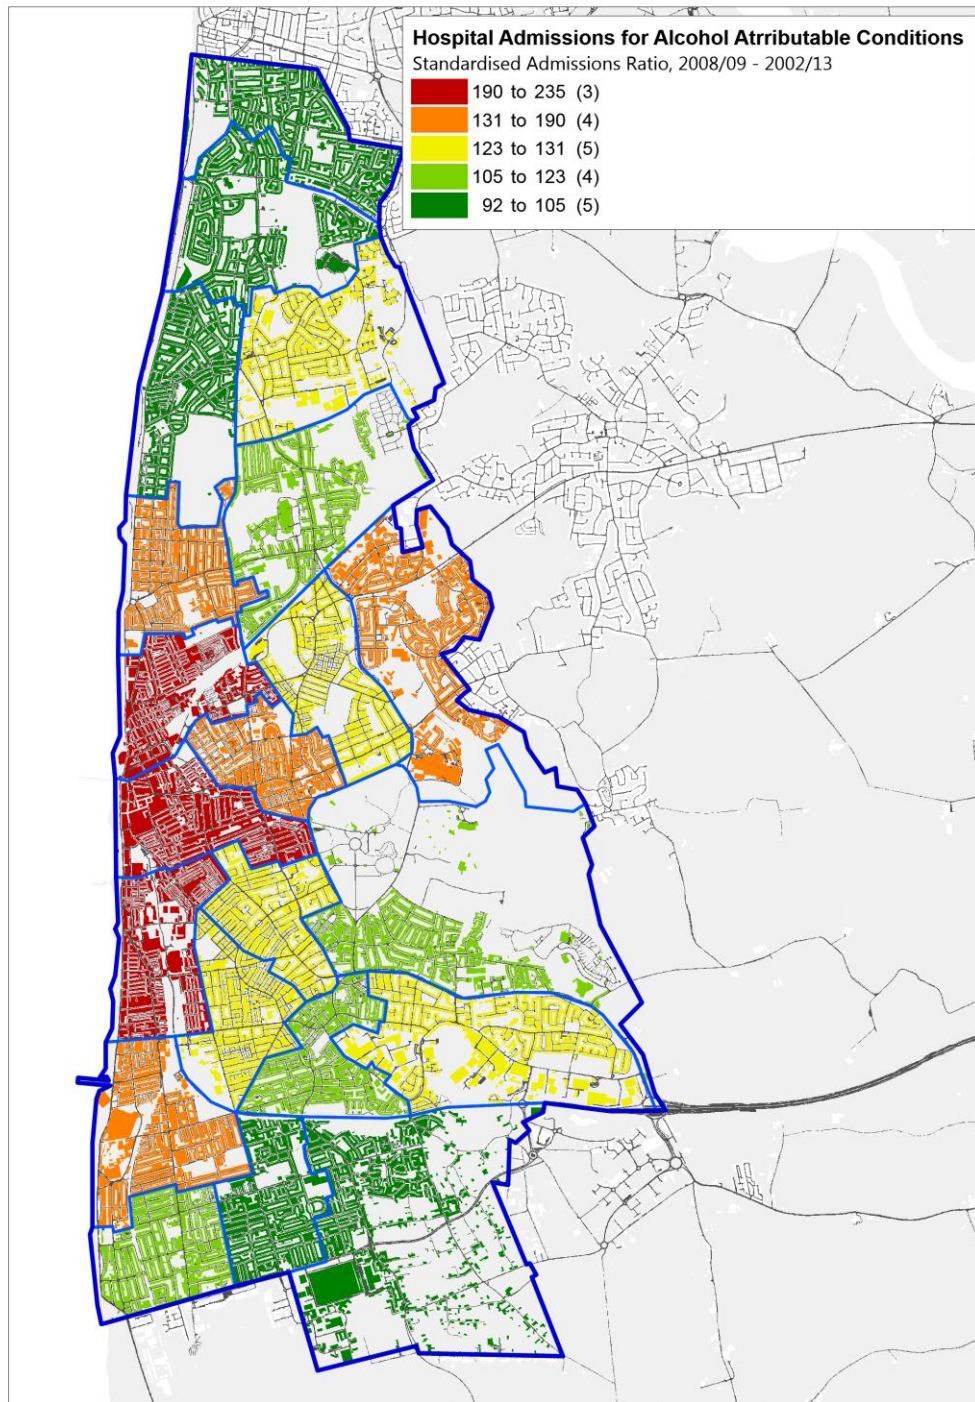 Hospital Admissions for Alcohol Atrributable Conditions
Standardised Admissions Ratio, 2008/09 - 2002/13
190 to 235 (3)
131 to 190 (4)
123 to 131 (5)
105 to 123 (4)
92 to 105 (5)